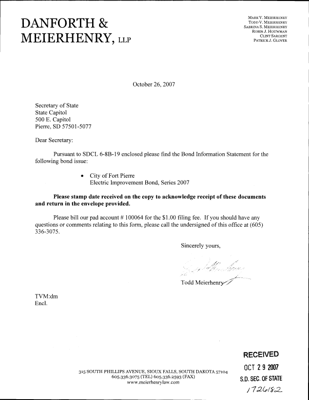 DANFORTH &
MEIERHENRY, LLP
MARK V. MEIERHENRY
TODD V. MEIERHENRY
SABRINA S. MEIERHENRY
ROBIN J. HOUWMAN
CLINT SARGENT
PATRICK J. GLOVER
October 26, 2007
Secretary of State
State Capitol
500 E. Capitol
Pierre, SD 57501-5077
Dear Secretary:
Pursuant to SDCL 6-8B-19 enclosed please find the Bond Information Statement for the
following bond issue:
• City of Fort Pierre
Electric Improvement Bond, Series 2007
Please stamp date received on the copy to acknowledge receipt of these documents
and return in the envelope provided.
Please bill our pad account # 100064 for the $1.00 filing fee. If you should have any
questions or comments relating to this form, please call the undersigned of this office at (605)
336-3075.
Sincerely yours,
Todd Meierhenry
TVM:dm
Encl.
RECEIVED
OCT 29 2007
S.D. SEC. OF STATE
1726182
315 SOUTH PHILLIPS AVENUE, SIOUX FALLS, SOUTH DAKOTA 57104
605.336.3075 (TEL) 605.336.2593 (FAX)
www.meierhenrylaw.com